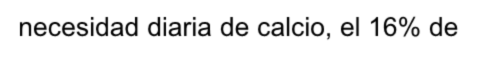 necesidad diaria de calcio, el 16% de